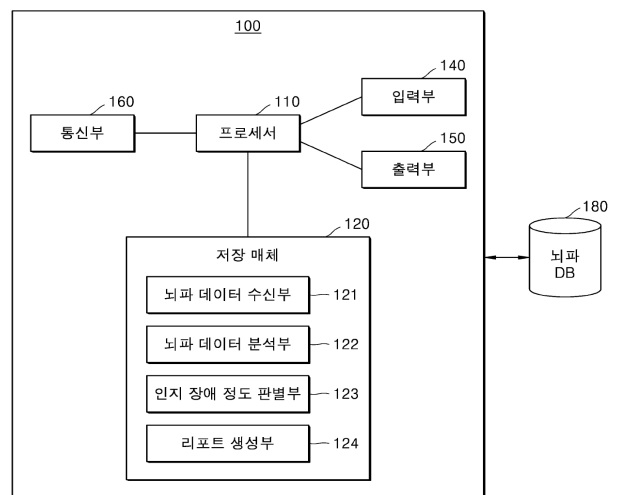 100
160
통신부
110
프로세서
140
입력부
150
출력부
120
저장 매체
뇌파 데이터 수신부
121
뇌파 데이터 분석부
122
인지 장애 정도 판별부
123
리포트 생성부
124
180
뇌파
DB